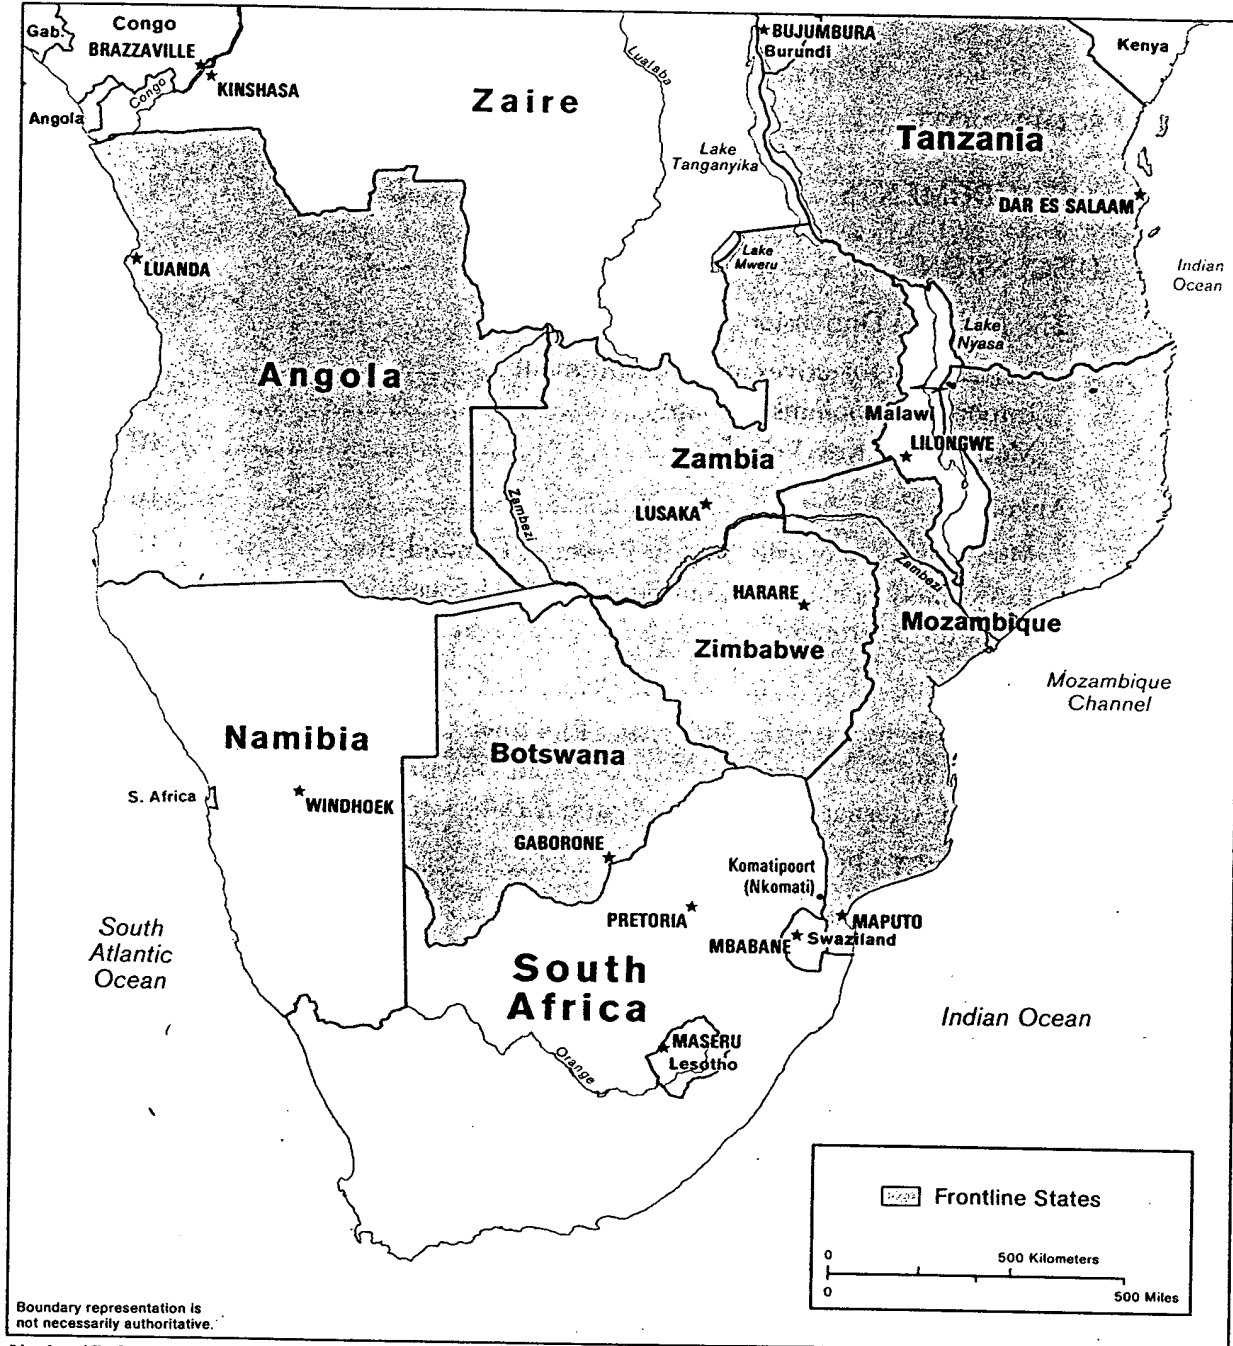 Gab.
Congo
BRAZZAVILLE
KINSHASA
Congo
Angola
Zaire
Lualaba
BUJUMBURA
Burundi
Kenya
Tanzania
Lake
Tanganyika
DAR ES SALAAM
LUANDA
Lake
Mweru
Indian
Ocean
Lake
Nyasa
Angola
Malawi
LILONGWE
Zambia
LUSAKA
Zambezi
Zambezi
HARARE
Zimbabwe
Mozambique
Mozambique
Channel
Namibia
Botswana
S. Africa
WINDHOEK
GABORONE
Komatipoort
(Nkomati)
PRETORIA
MAPUTO
MBABANE
Swaziland
South
Atlantic
Ocean
South
Africa
Indian Ocean
MASERU
Lesotho
Orange
Frontline States
0 500 Kilometers
0 500 Miles
Boundary representation is
not necessarily authoritative.